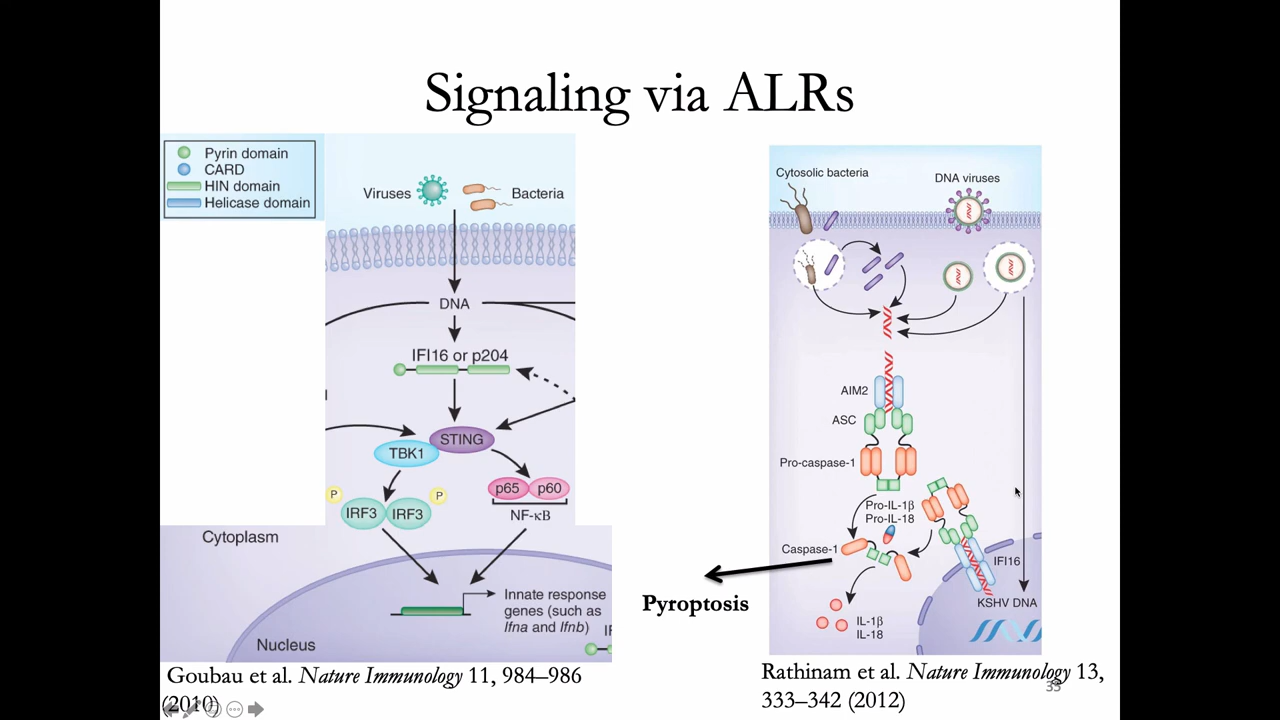 Signaling via ALRs
Pyrin domain
CARD
HIN domain
Helicase domain
Viruses
Bacteria
DNA
IFI16 or p204
STING
TBK1
P
P
IRF3
IRF3
p65
p60
NF-κB
Cytoplasm
Innate response
genes (such as
Ifna and Ifnb)
Nucleus
Goubau et al. Nature Immunology 11, 984–986
(2010)
Pyroptosis
Cytosolic bacteria
DNA viruses
AIM2
ASC
Pro-caspase-1
Pro-IL-1β
Pro-IL-18
Caspase-1
IFI16
KSHV DNA
IL-1β
IL-18
Rathinam et al. Nature Immunology 13,
333–342 (2012)
35